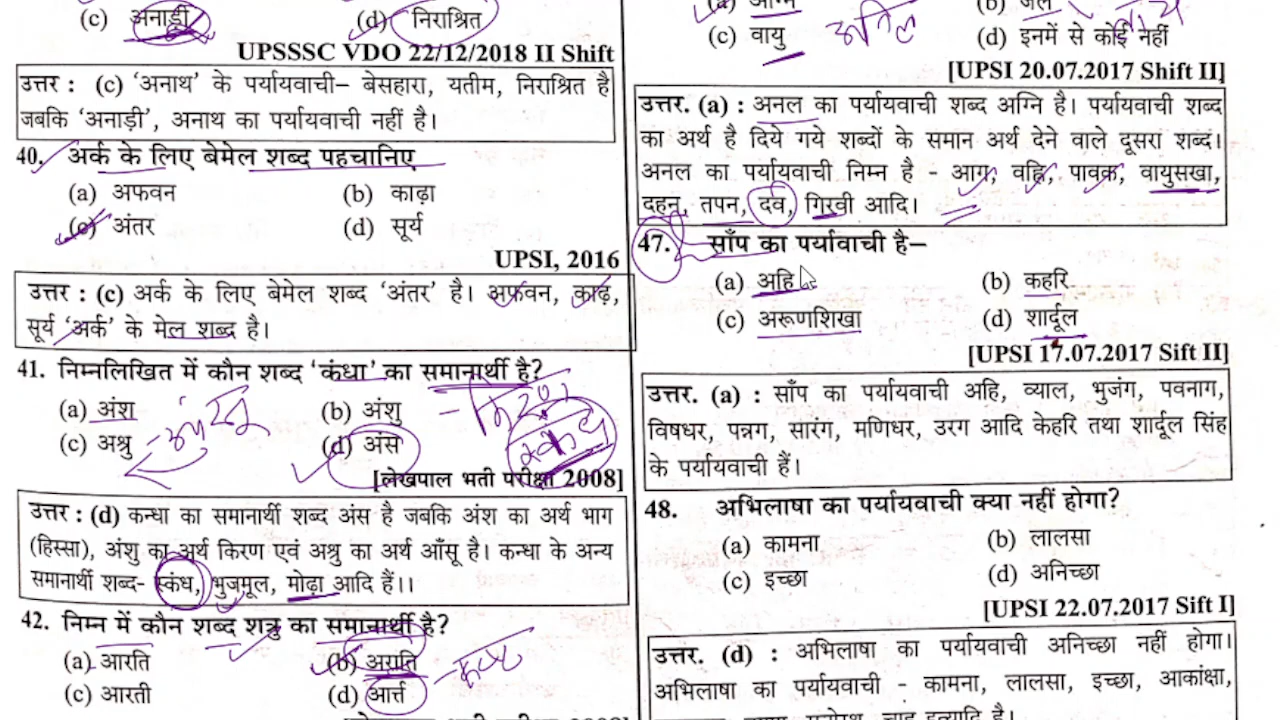 (c) अनाड़ी (d) निराश्रित
UPSSSC VDO 22/12/2018 II Shift
उत्तर : (c) ‘अनाथ’ के पर्यायवाची– बेसहारा, यतीम, निराश्रित है
जबकि ‘अनाड़ी’, अनाथ का पर्यायवाची नहीं है।
40. अर्क के लिए बेमेल शब्द पहचानिए
(a) अफवन (b) काढ़ा
(c) अंतर (d) सूर्य
UPSI, 2016
उत्तर : (c) अर्क के लिए बेमेल शब्द ‘अंतर’ है। अफवन, काढ़,
सूर्य ‘अर्क’ के मेल शब्द है।
41. निम्नलिखित में कौन शब्द ‘कंधा’ का समानार्थी है?
(a) अंश (b) अंशु
(c) अश्रु (d) अंस
[लेखपाल भर्ती परीक्षा 2008]
उत्तर : (d) कन्धा का समानार्थी शब्द अंस है जबकि अंश का अर्थ भाग
(हिस्सा), अंशु का अर्थ किरण एवं अश्रु का अर्थ आँसू है। कन्धा के अन्य
समानार्थी शब्द- स्कंध, भुजमूल, मोढ़ा आदि हैं।।
42. निम्न में कौन शब्द शत्रु का समानार्थी है?
(a) आरति (b) अराति
(c) आरती (d) आर्त्त
(a) अग्नि (b) जल
(c) वायु (d) इनमें से कोई नहीं
अनिल
[UPSI 20.07.2017 Shift II]
उत्तर. (a) : अनल का पर्यायवाची शब्द अग्नि है। पर्यायवाची शब्द
का अर्थ है दिये गये शब्दों के समान अर्थ देने वाले दूसरा शब्द।
अनल का पर्यायवाची निम्न है - आग, वह्नि, पावक, वायुसखा,
दहन, तपन, दव, गिरवी आदि।
47. साँप का पर्यावाची है–
(a) अहि (b) कहरि
(c) अरूणशिखा (d) शार्दूल
[UPSI 17.07.2017 Sift II]
उत्तर. (a) : साँप का पर्यायवाची अहि, व्याल, भुजंग, पवनाग,
विषधर, पन्नग, सारंग, मणिधर, उरग आदि केहरि तथा शार्दूल सिंह
के पर्यायवाची हैं।
48. अभिलाषा का पर्यायवाची क्या नहीं होगा?
(a) कामना (b) लालसा
(c) इच्छा (d) अनिच्छा
[UPSI 22.07.2017 Sift I]
उत्तर. (d) : अभिलाषा का पर्यायवाची अनिच्छा नहीं होगा।
अभिलाषा का पर्यायवाची - कामना, लालसा, इच्छा, आकांक्षा,